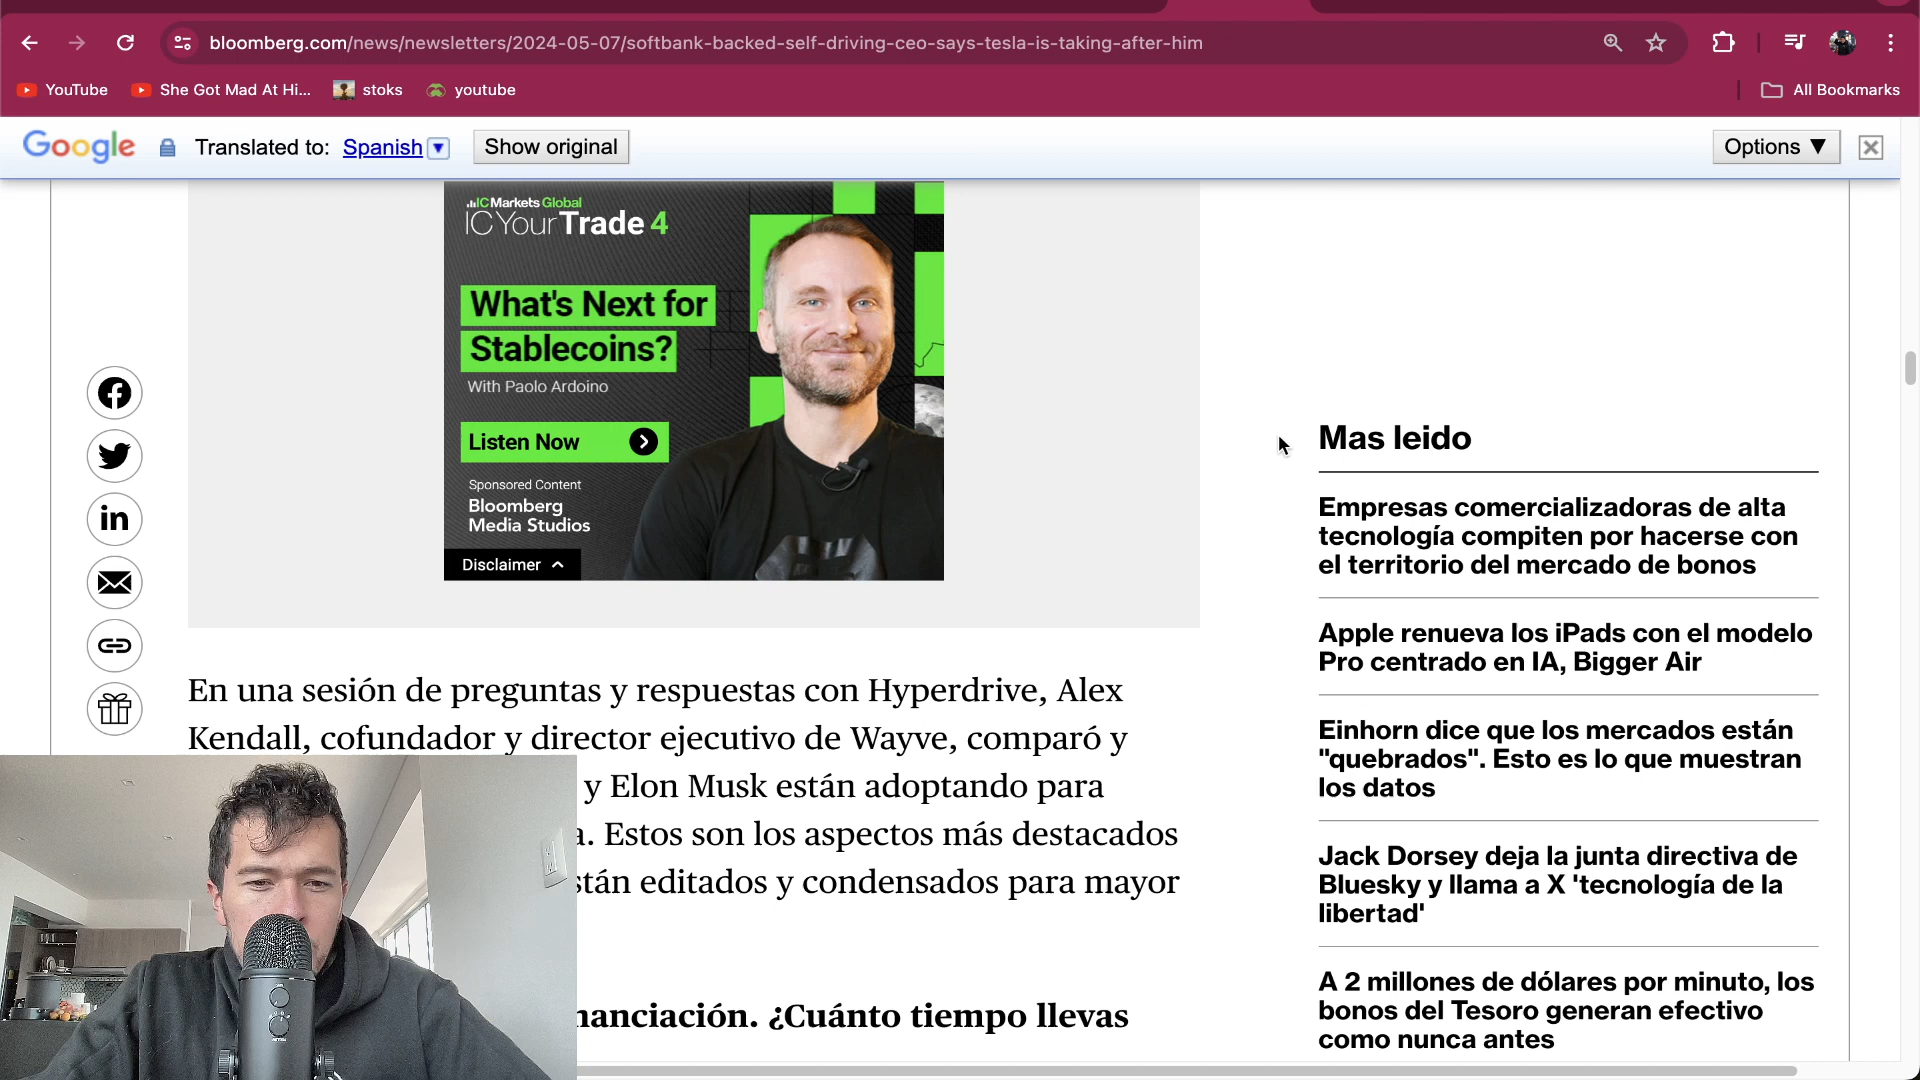 bloomberg.com/news/newsletters/2024-05-07/softbank-backed-self-driving-ceo-says-tesla-is-taking-after-him
YouTube
She Got Mad At Hi...
stoks
youtube
All Bookmarks
Google
Translated to: Spanish ▼
Show original
Options ▼
IC Markets Global
IC Your Trade 4
What's Next for
Stablecoins?
With Paolo Ardoino
Listen Now
Sponsored Content
Bloomberg
Media Studios
Disclaimer
En una sesión de preguntas y respuestas con Hyperdrive, Alex
Kendall, cofundador y director ejecutivo de Wayve, comparó y
y Elon Musk están adoptando para
a. Estos son los aspectos más destacados
stán editados y condensados para mayor
nanciación. ¿Cuánto tiempo llevas
Mas leido
Empresas comercializadoras de alta
tecnología compiten por hacerse con
el territorio del mercado de bonos
Apple renueva los iPads con el modelo
Pro centrado en IA, Bigger Air
Einhorn dice que los mercados están
"quebrados". Esto es lo que muestran
los datos
Jack Dorsey deja la junta directiva de
Bluesky y llama a X 'tecnología de la
libertad'
A 2 millones de dólares por minuto, los
bonos del Tesoro generan efectivo
como nunca antes